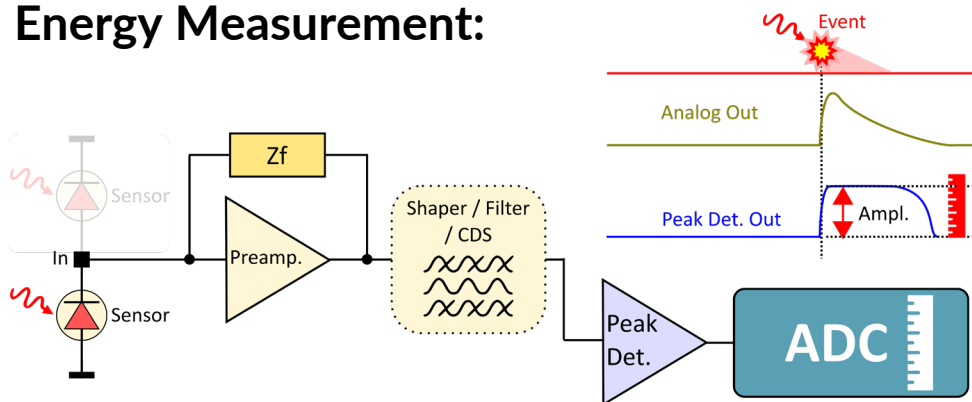 Energy Measurement:
Event
Analog Out
Peak Det. Out
Ampl.
Sensor
In
Sensor
Zf
Preamp.
Shaper / Filter
/ CDS
Peak
Det.
ADC